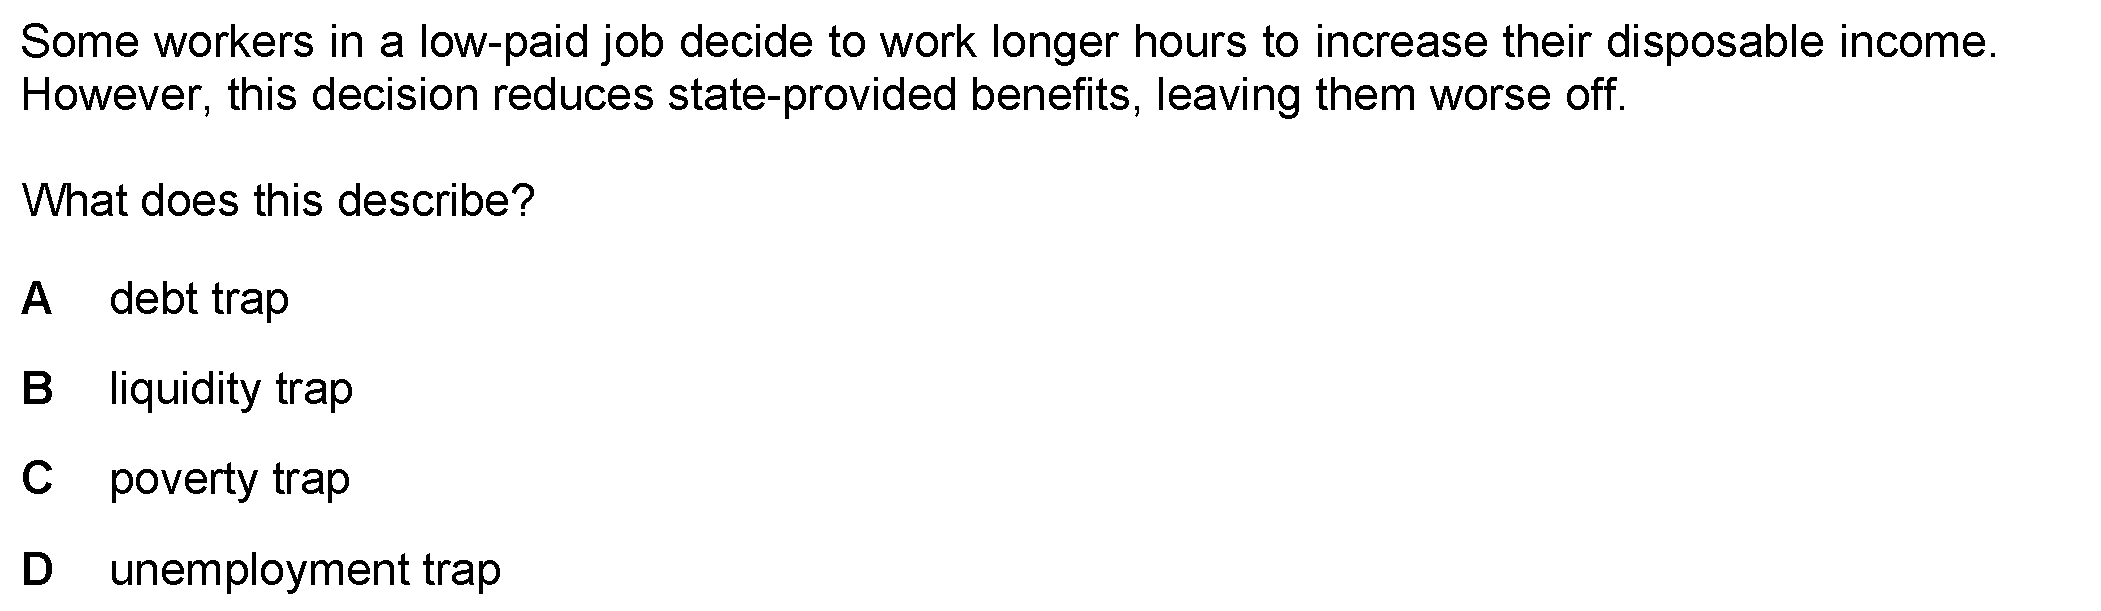 Some workers in a low-paid job decide to work longer hours to increase their disposable income.
However, this decision reduces state-provided benefits, leaving them worse off.
What does this describe?
A debt trap
B liquidity trap
C poverty trap
D unemployment trap